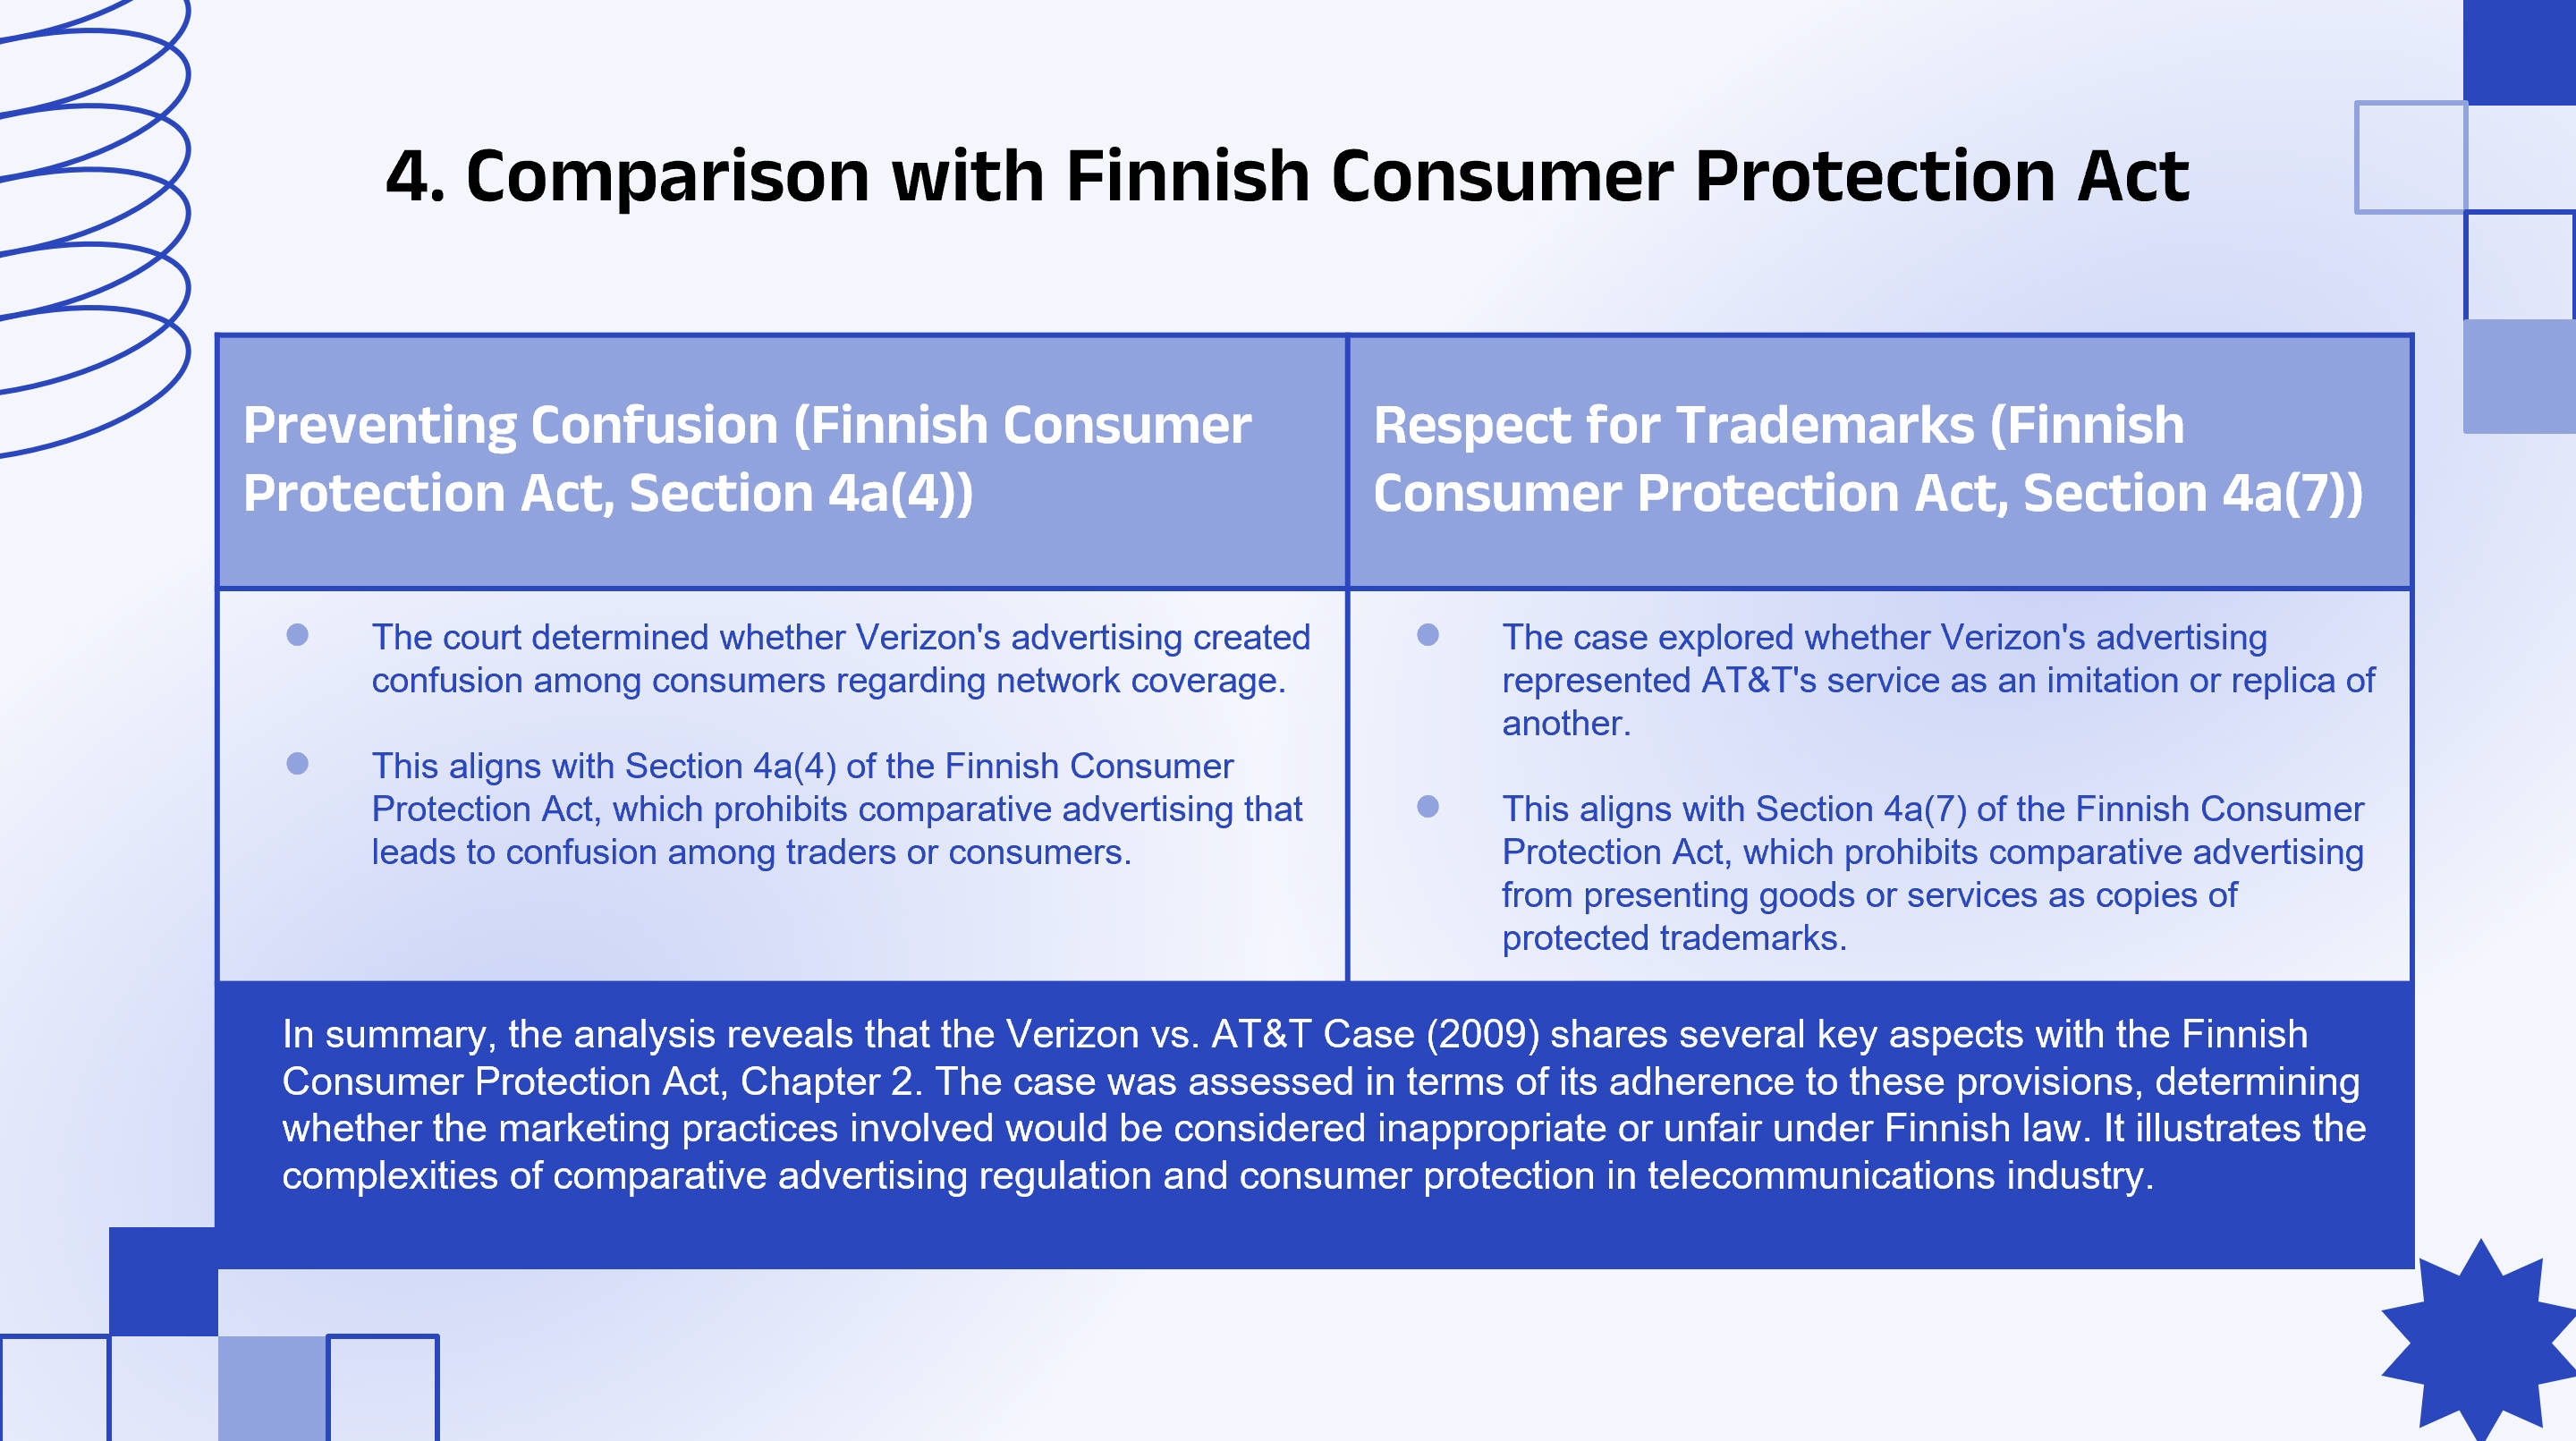 4. Comparison with Finnish Consumer Protection Act
Preventing Confusion (Finnish Consumer
Protection Act, Section 4a(4))
Respect for Trademarks (Finnish
Consumer Protection Act, Section 4a(7))
The court determined whether Verizon's advertising created
confusion among consumers regarding network coverage.
This aligns with Section 4a(4) of the Finnish Consumer
Protection Act, which prohibits comparative advertising that
leads to confusion among traders or consumers.
The case explored whether Verizon's advertising
represented AT&T's service as an imitation or replica of
another.
This aligns with Section 4a(7) of the Finnish Consumer
Protection Act, which prohibits comparative advertising
from presenting goods or services as copies of
protected trademarks.
In summary, the analysis reveals that the Verizon vs. AT&T Case (2009) shares several key aspects with the Finnish
Consumer Protection Act, Chapter 2. The case was assessed in terms of its adherence to these provisions, determining
whether the marketing practices involved would be considered inappropriate or unfair under Finnish law. It illustrates the
complexities of comparative advertising regulation and consumer protection in telecommunications industry.